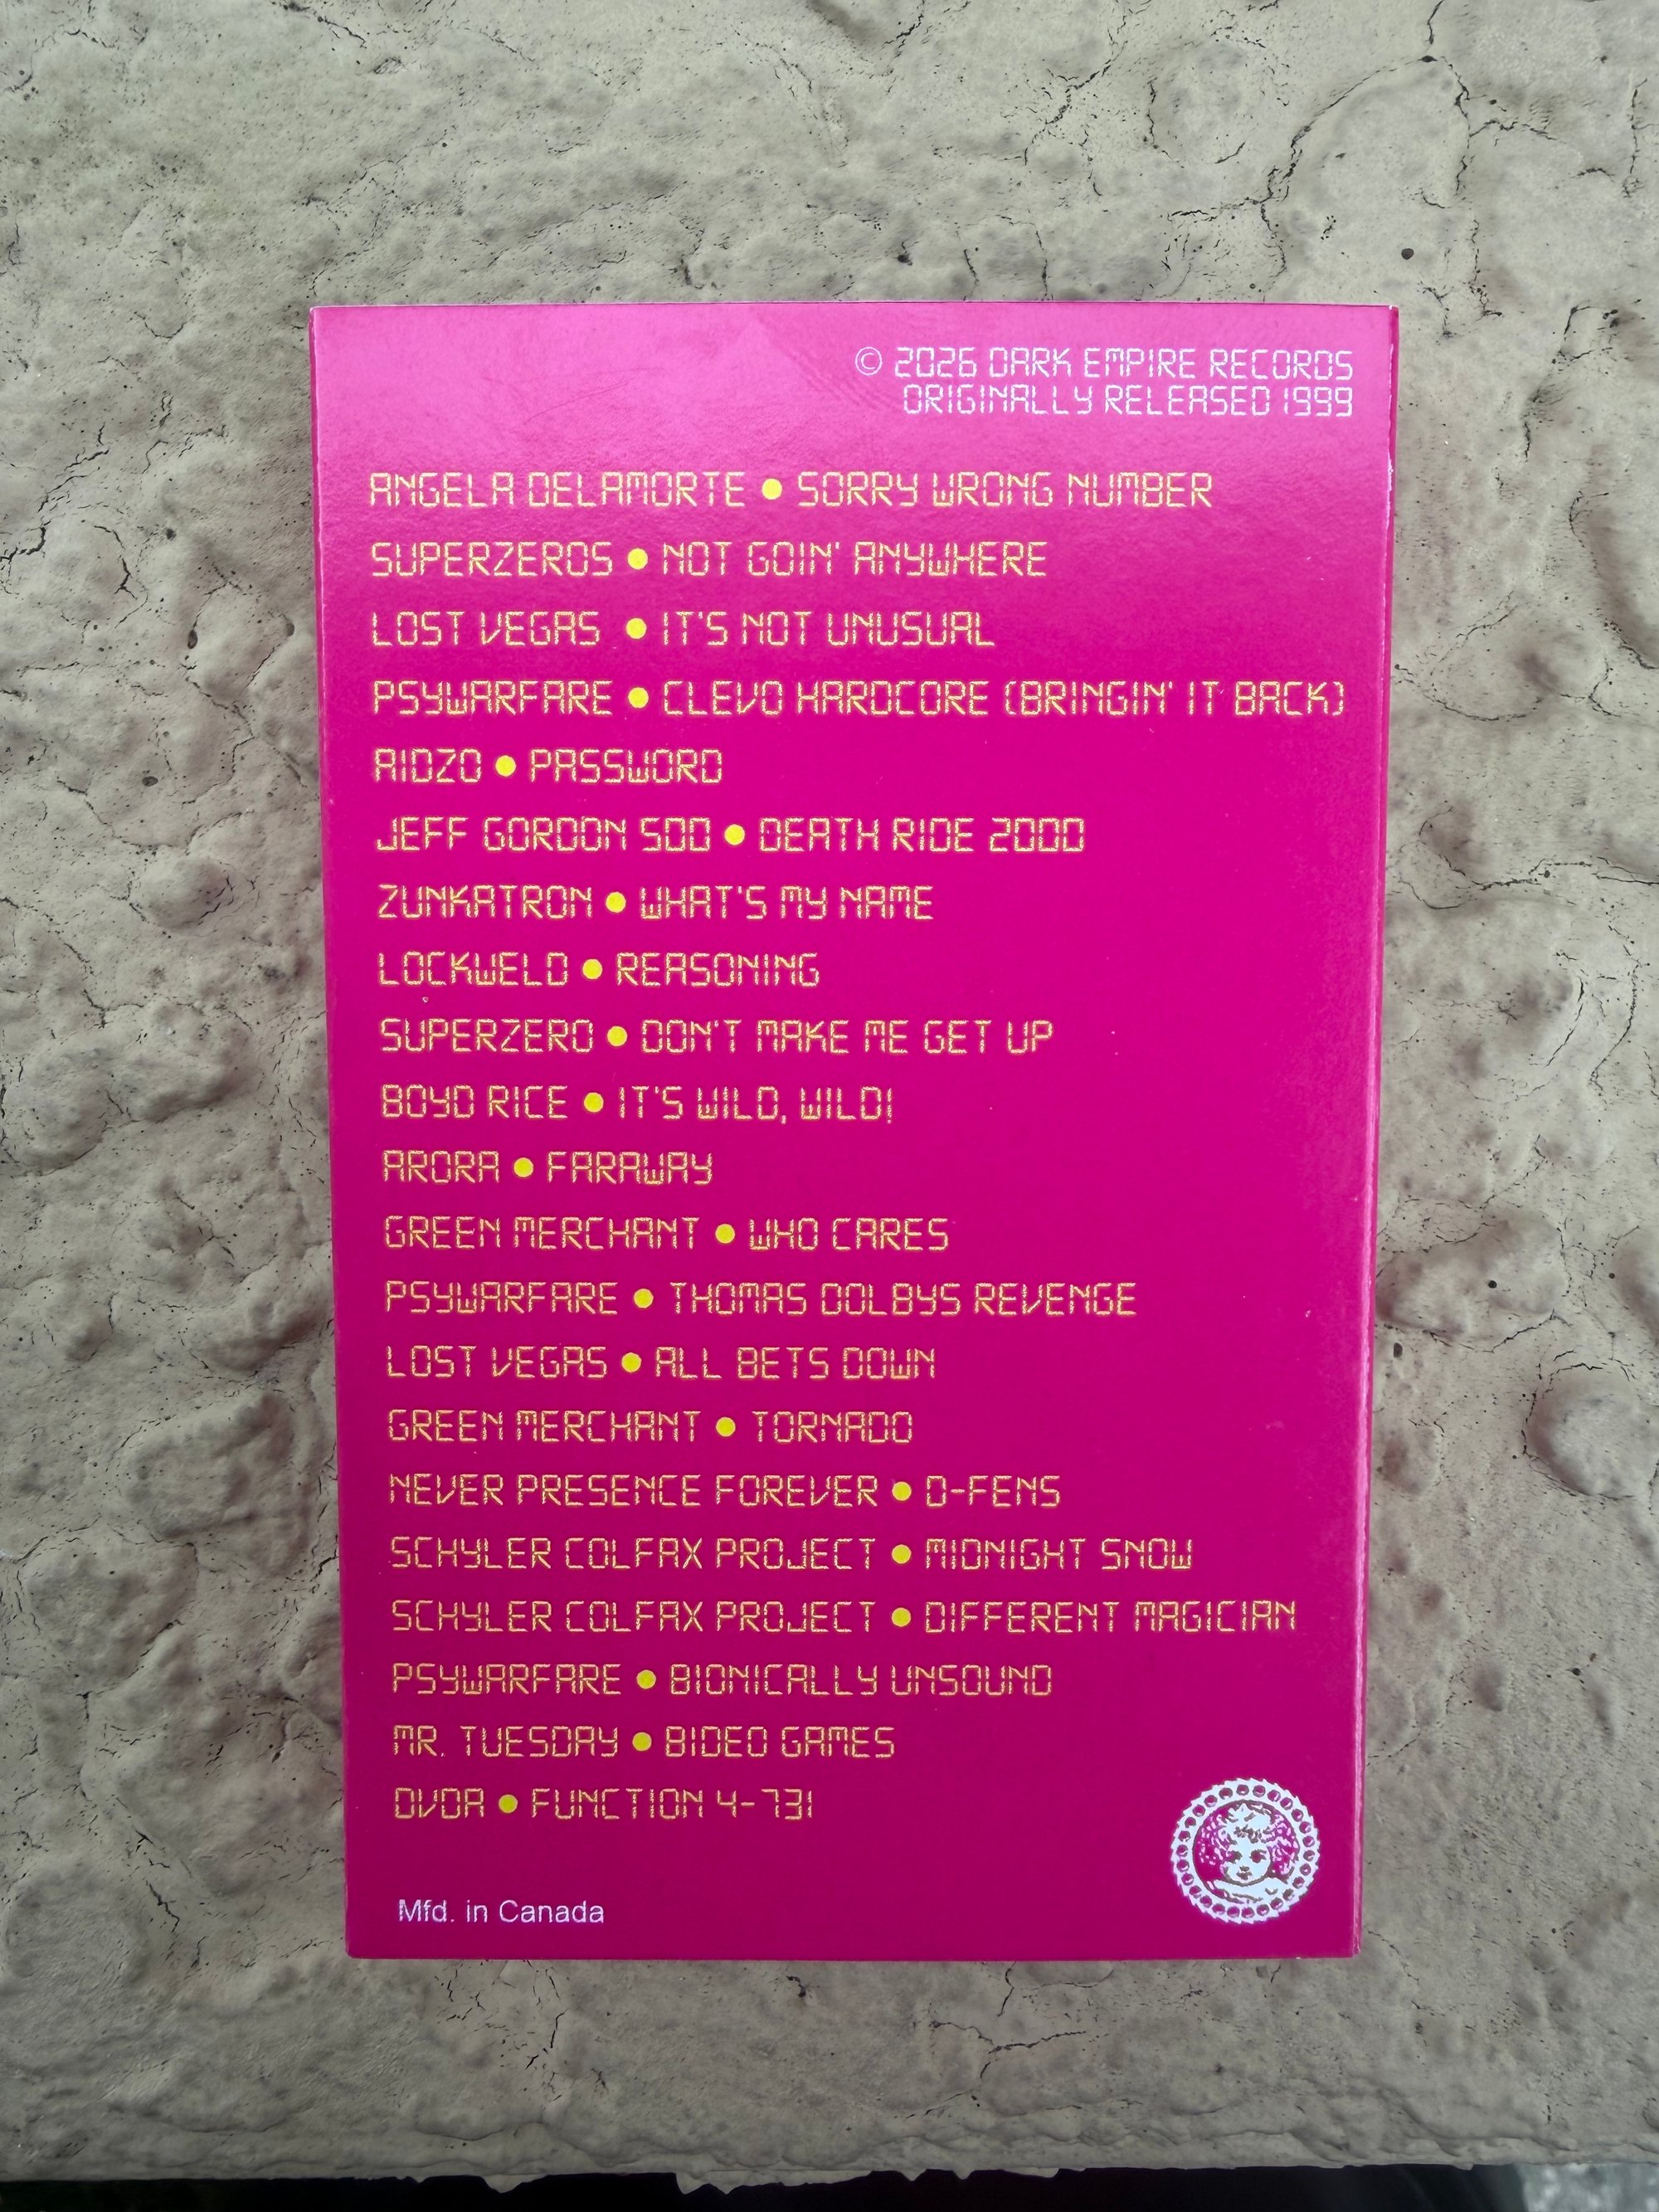 © 2026 DARK EMPIRE RECORDS
ORIGINALLY RELEASED 1999
ANGELA DELAMORTE • SORRY WRONG NUMBER
SUPERZEROS • NOT GOIN' ANYWHERE
LOST VEGAS • IT'S NOT UNUSUAL
PSYWARFARE • CLEVO HARDCORE (BRINGIN' IT BACK)
AIDZO • PASSWORD
JEFF GORDON 500 • DEATH RIDE 2000
ZUNKATRON • WHAT'S MY NAME
LOCKWELD • REASONING
SUPERZERO • DON'T MAKE ME GET UP
BOYD RICE • IT'S WILD, WILD!
ARORA • FARAWAY
GREEN MERCHANT • WHO CARES
PSYWARFARE • THOMAS DOLBYS REVENGE
LOST VEGAS • ALL BETS DOWN
GREEN MERCHANT • TORNADO
NEVER PRESENCE FOREVER • D-FENS
SCHYLER COLFAX PROJECT • MIDNIGHT SNOW
SCHYLER COLFAX PROJECT • DIFFERENT MAGICIAN
PSYWARFARE • BIONICALLY UNSOUND
MR. TUESDAY • BIDEO GAMES
DVDA • FUNCTION 4-731
Mfd. in Canada